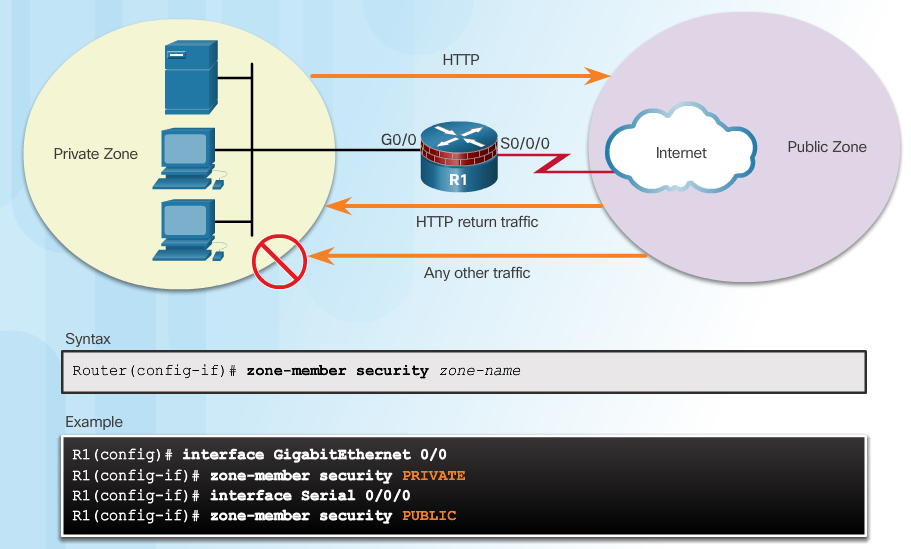 HTTP
Private Zone
G0/0
S0/0/0
R1
Internet
Public Zone
HTTP return traffic
Any other traffic
Syntax
Router(config-if)# zone-member security zone-name
Example
R1(config)# interface GigabitEthernet 0/0
R1(config-if)# zone-member security PRIVATE
R1(config-if)# interface Serial 0/0/0
R1(config-if)# zone-member security PUBLIC